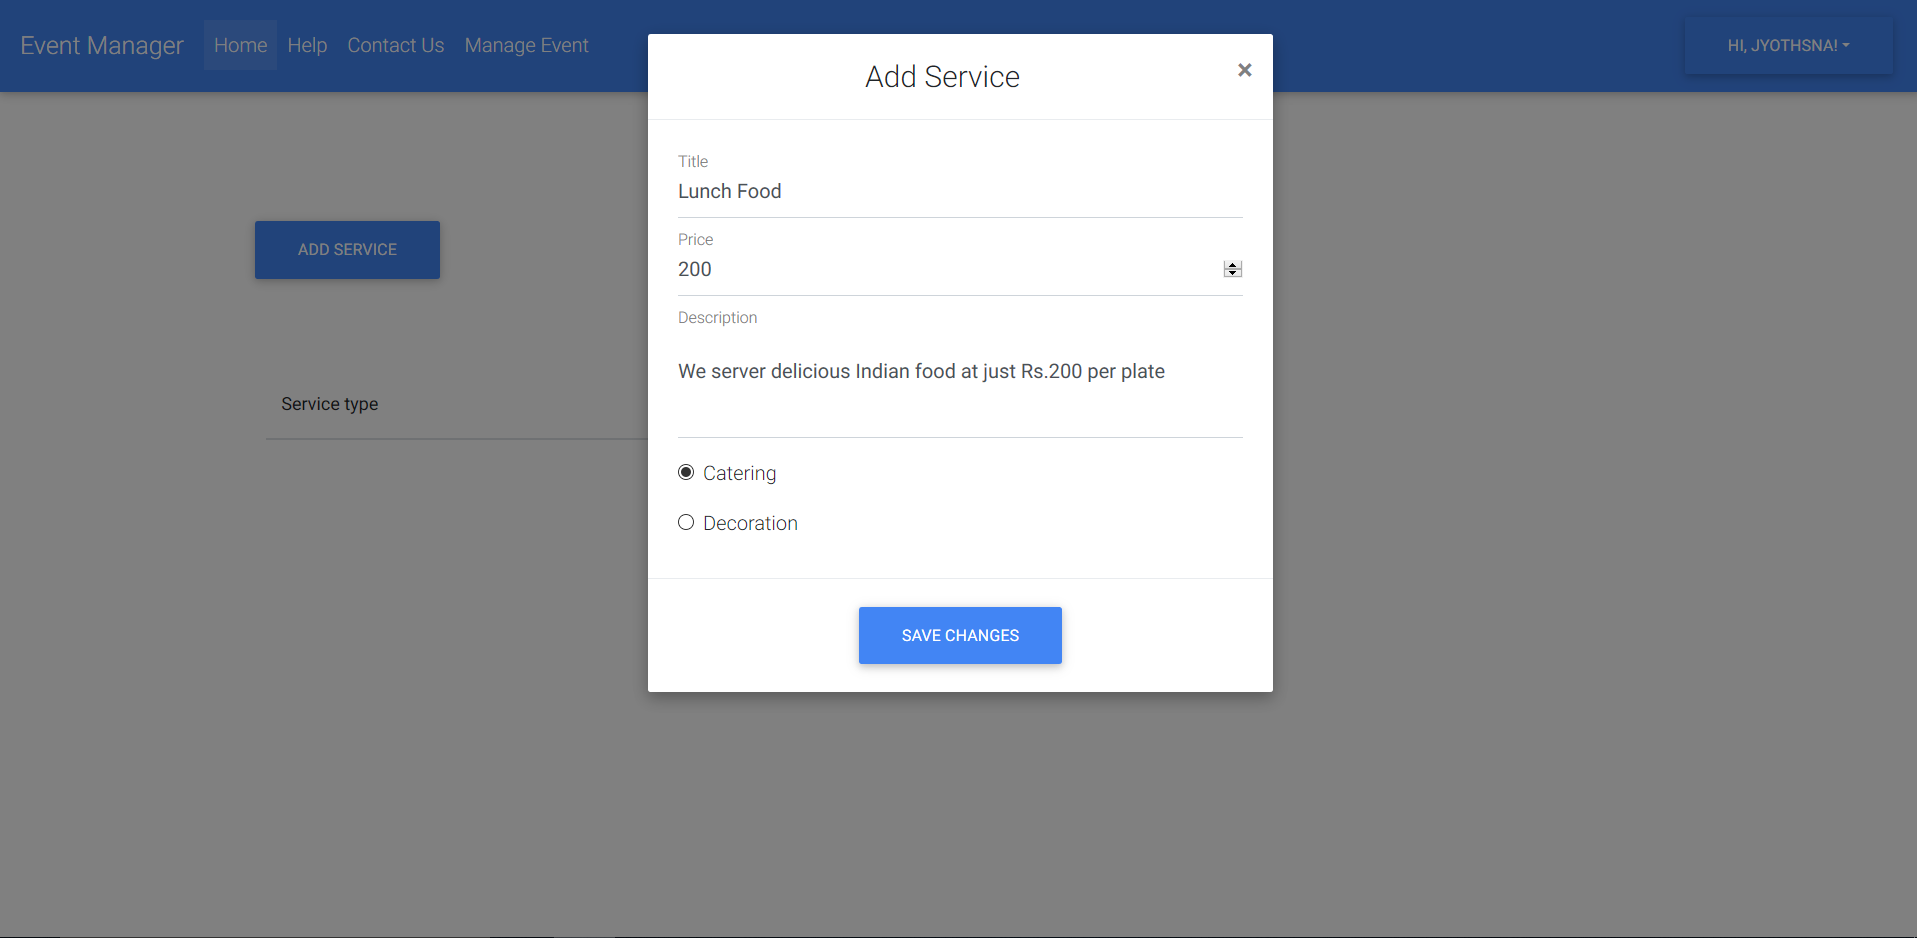 Event Manager Home Help Contact Us Manage Event
HI, JYOTHSNA!
ADD SERVICE
Service type
Add Service
×
Title
Lunch Food
Price
200
Description
We server delicious Indian food at just Rs.200 per plate
Catering
Decoration
SAVE CHANGES